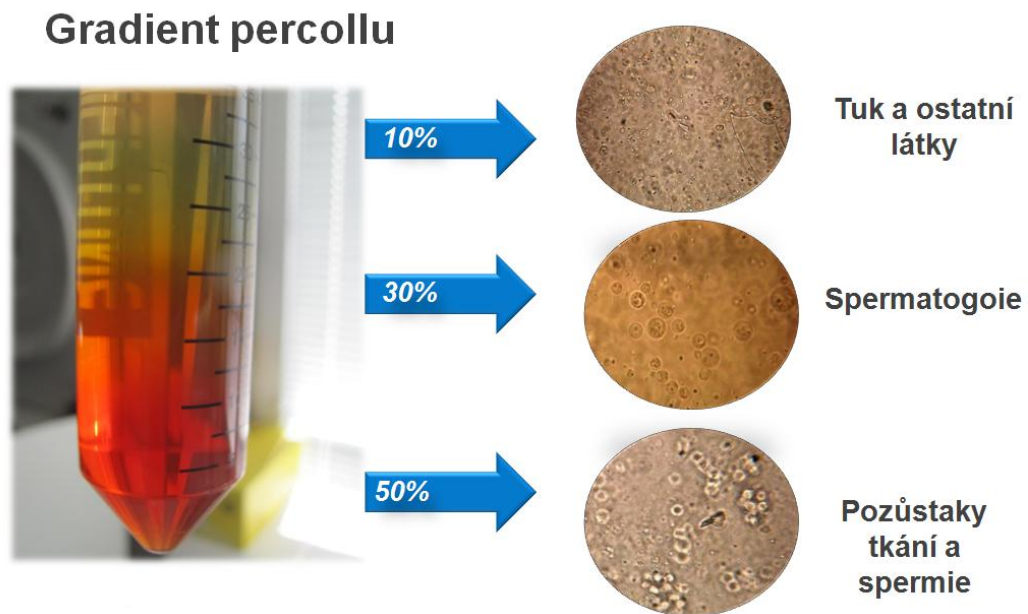 Gradient percollu
10%
Tuk a ostatní
látky
30%
Spermatogoie
50%
Pozůstaky
tkání a
spermie